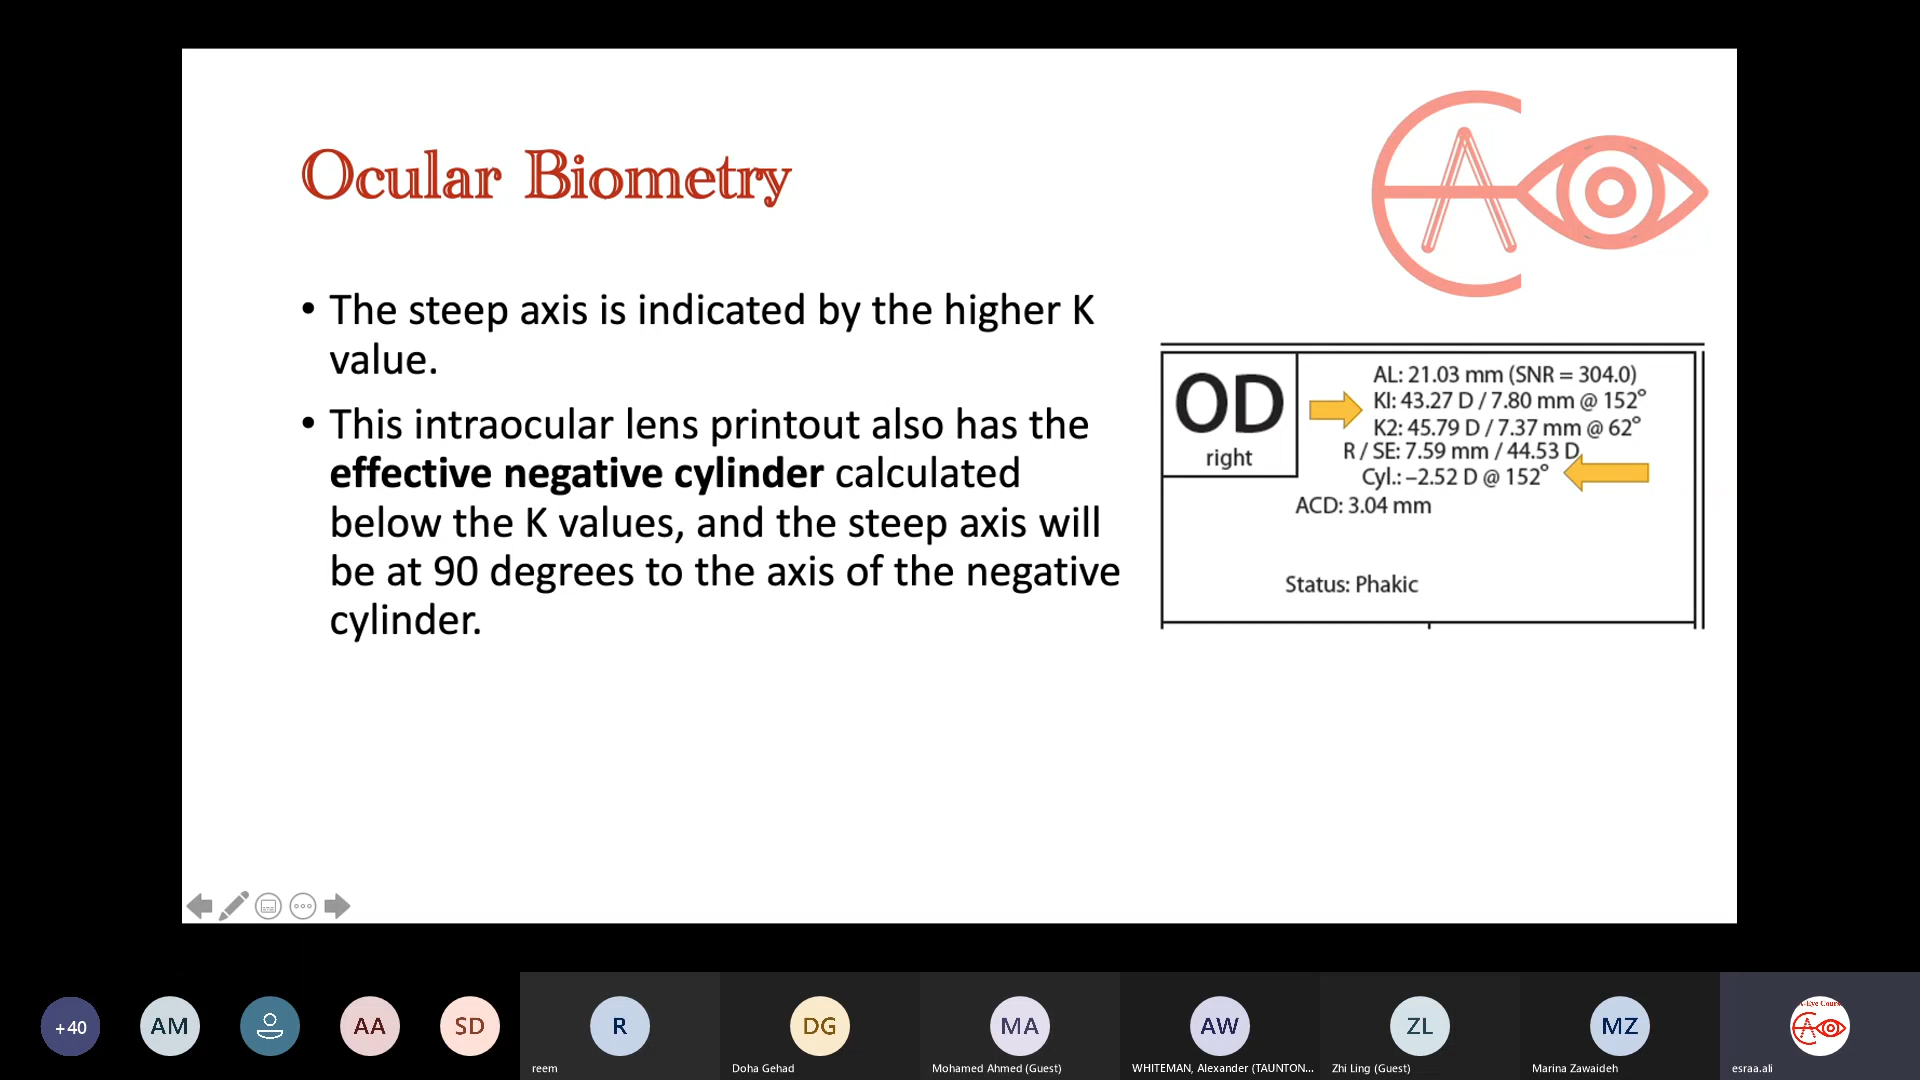 Ocular Biometry
• The steep axis is indicated by the higher K
value.
• This intraocular lens printout also has the
effective negative cylinder calculated
below the K values, and the steep axis will
be at 90 degrees to the axis of the negative
cylinder.
CA
OD
right
AL: 21.03 mm (SNR = 304.0)
KI: 43.27 D / 7.80 mm @ 152°
K2: 45.79 D / 7.37 mm @ 62°
R / SE: 7.59 mm / 44.53 D
Cyl.: –2.52 D @ 152°
ACD: 3.04 mm
Status: Phakic
+40
AM
AA
SD
R
reem
DG
Doha Gehad
MA
Mohamed Ahmed (Guest)
AW
WHITEMAN, Alexander (TAUNTON...
ZL
Zhi Ling (Guest)
MZ
Marina Zawaideh
esraa.ali